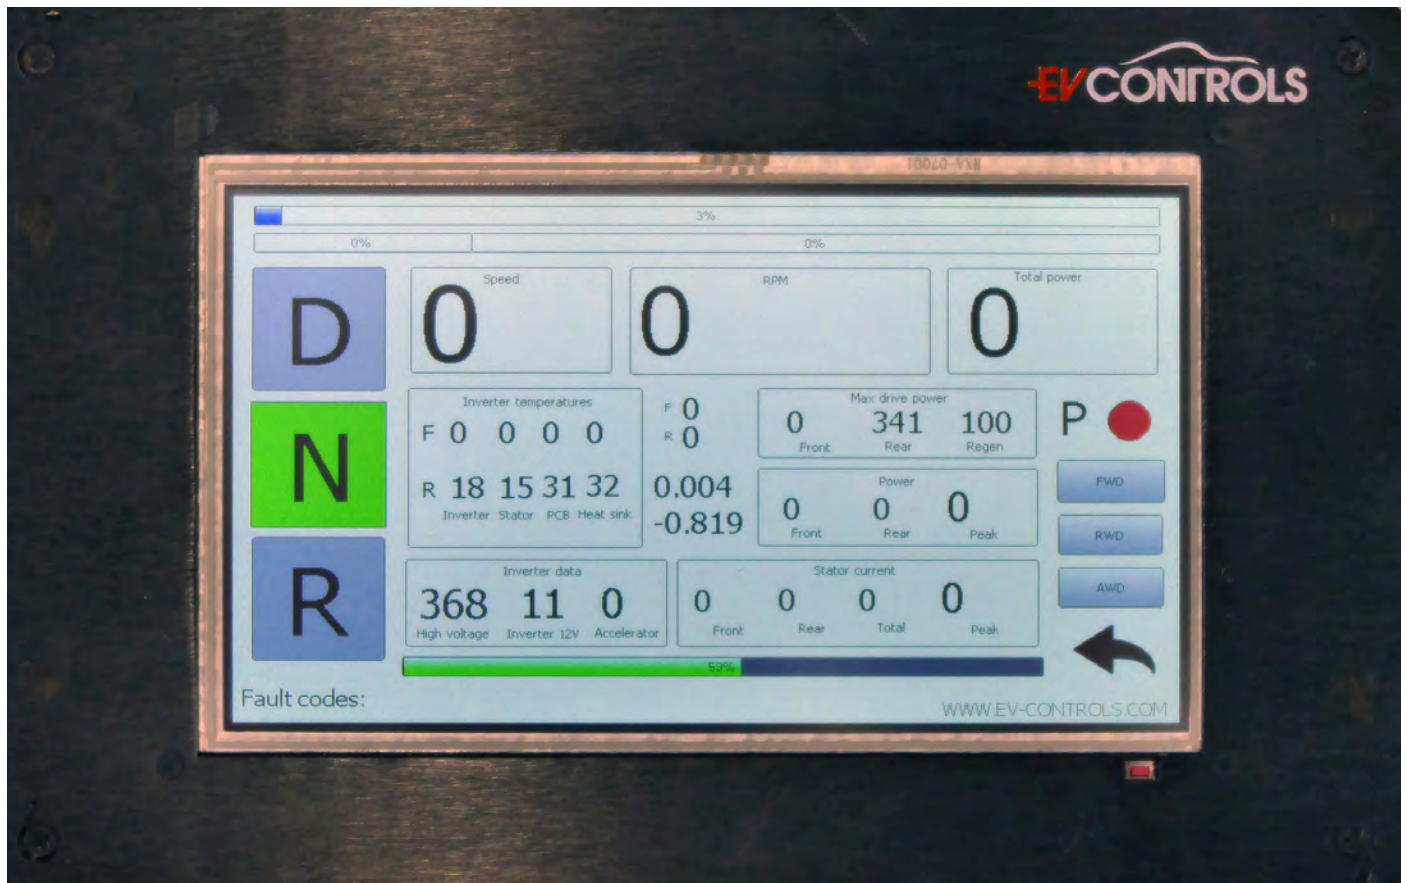 EVCONTROLS
RXA-07001
3%
0% 0%
D
Speed
0
RPM
0
Total power
0
N
Inverter temperatures
F 0 0 0 0
R 18 15 31 32
Inverter Stator PCB Heat sink
F 0
R 0
0.004
-0.819
Max drive power
0 341 100
Front Rear Regen
P
Power
0 0 0
Front Rear Peak
FWD
RWD
AWD
R
Inverter data
368 11 0
High voltage Inverter 12V Accelerator
Stator current
0 0 0 0
Front Rear Total Peak
53%
Fault codes:
WWW.EV-CONTROLS.COM